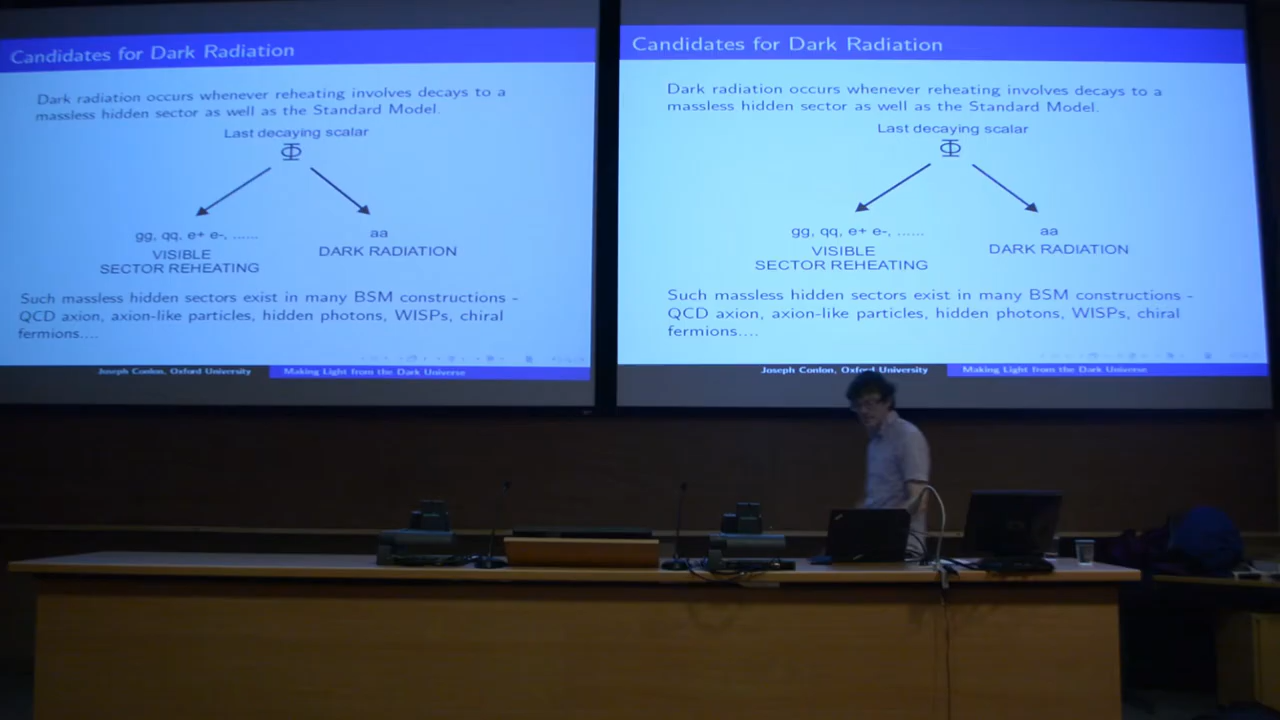 Candidates for Dark Radiation
Dark radiation occurs whenever reheating involves decays to a
massless hidden sector as well as the Standard Model.
Last decaying scalar
Φ
gg, qq, e+ e-, ......
aa
VISIBLE
SECTOR REHEATING
DARK RADIATION
Such massless hidden sectors exist in many BSM constructions -
QCD axion, axion-like particles, hidden photons, WISPs, chiral
fermions....
Joseph Conlon, Oxford University
Making Light from the Dark Universe
Candidates for Dark Radiation
Dark radiation occurs whenever reheating involves decays to a
massless hidden sector as well as the Standard Model.
Last decaying scalar
Φ
gg, qq, e+ e-, ......
aa
VISIBLE
SECTOR REHEATING
DARK RADIATION
Such massless hidden sectors exist in many BSM constructions -
QCD axion, axion-like particles, hidden photons, WISPs, chiral
fermions....
Joseph Conlon, Oxford University
Making Light from the Dark Universe